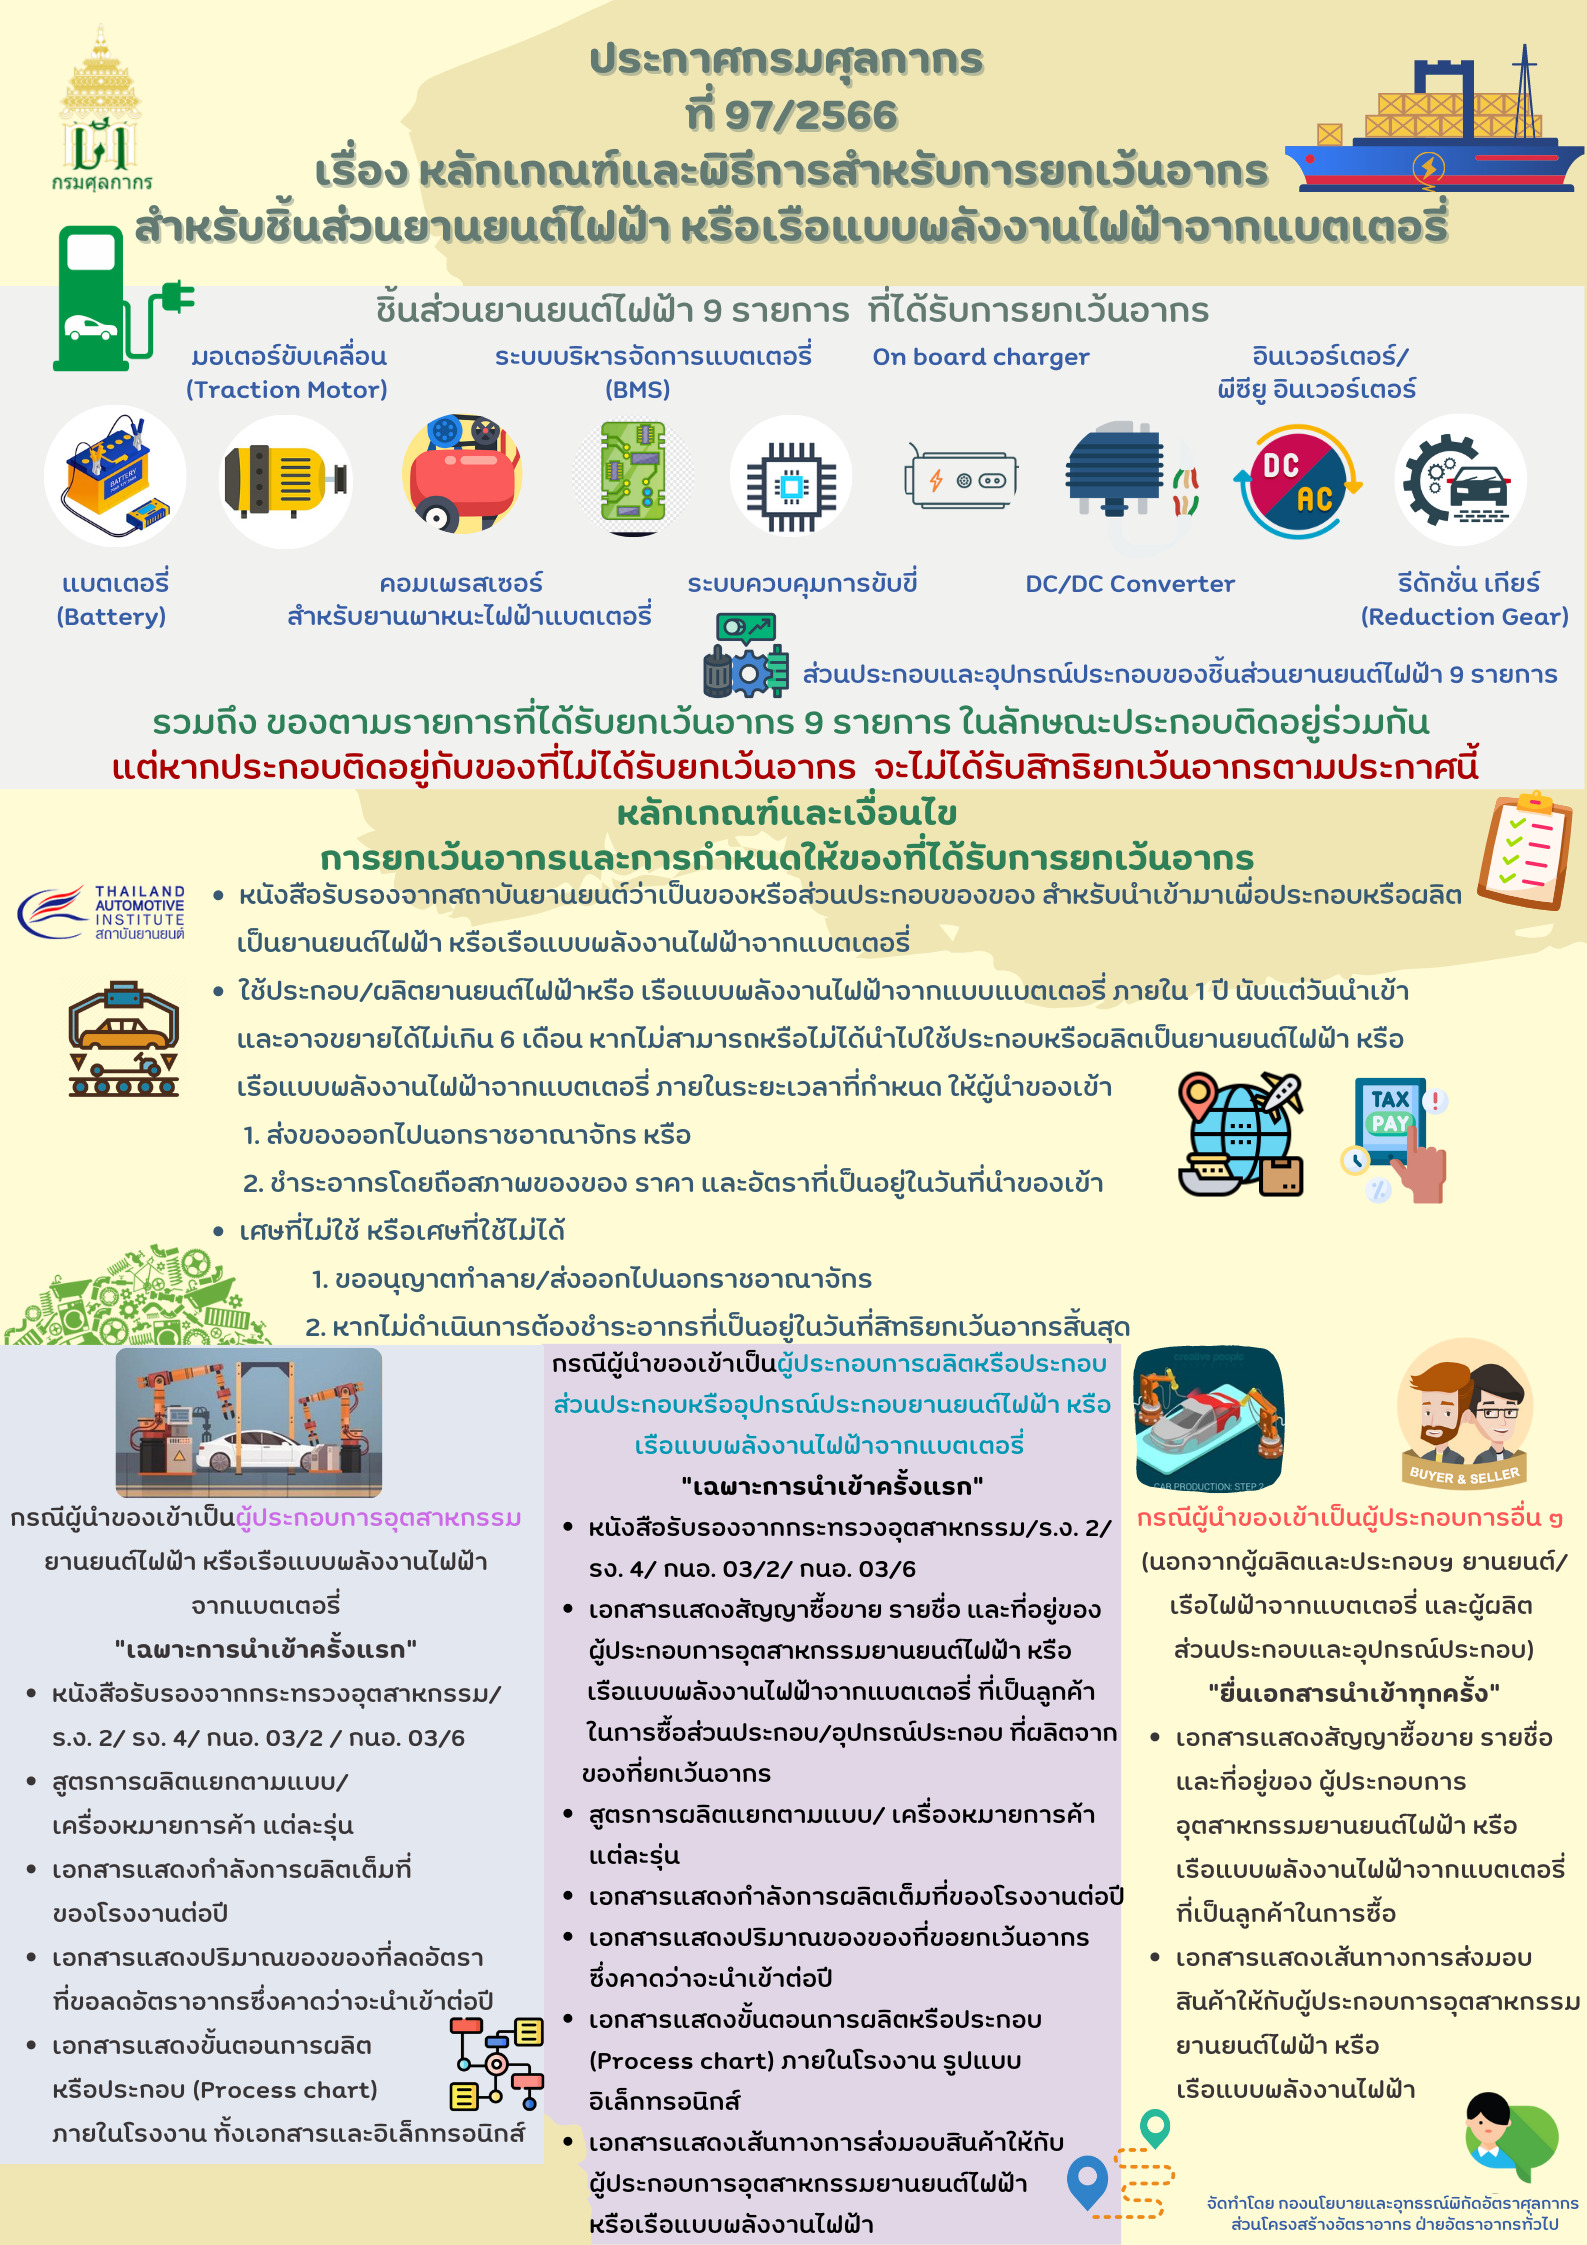 กรมศุลกากร
ประกาศกรมศุลกากร
ที่ 97/2566
เรื่อง หลักเกณฑ์และพิธีการสำหรับการยกเว้นอากร
สำหรับชิ้นส่วนยานยนต์ไฟฟ้า หรือเรือแบบพลังงานไฟฟ้าจากแบตเตอรี่
ชิ้นส่วนยานยนต์ไฟฟ้า 9 รายการ ที่ได้รับการยกเว้นอากร
มอเตอร์ขับเคลื่อน
(Traction Motor)
ระบบบริหารจัดการแบตเตอรี่
(BMS)
On board charger
อินเวอร์เตอร์/
พีซียู อินเวอร์เตอร์
BATTERY
DC
AC
แบตเตอรี่
(Battery)
คอมเพรสเซอร์
สำหรับยานพาหนะไฟฟ้าแบตเตอรี่
ระบบควบคุมการขับขี่
DC/DC Converter
รีดักชั่น เกียร์
(Reduction Gear)
ส่วนประกอบและอุปกรณ์ประกอบของชิ้นส่วนยานยนต์ไฟฟ้า 9 รายการ
รวมถึง ของตามรายการที่ได้รับยกเว้นอากร 9 รายการ ในลักษณะประกอบติดอยู่ร่วมกัน
แต่หากประกอบติดอยู่กับของที่ไม่ได้รับยกเว้นอากร จะไม่ได้รับสิทธิยกเว้นอากรตามประกาศนี้
หลักเกณฑ์และเงื่อนไข
การยกเว้นอากรและการกำหนดให้ของที่ได้รับการยกเว้นอากร
THAILAND
AUTOMOTIVE
INSTITUTE
สถาบันยานยนต์
• หนังสือรับรองจากสถาบันยานยนต์ว่าเป็นของหรือส่วนประกอบของของ สำหรับนำเข้ามาเพื่อประกอบหรือผลิต
เป็นยานยนต์ไฟฟ้า หรือเรือแบบพลังงานไฟฟ้าจากแบตเตอรี่
• ใช้ประกอบ/ผลิตยานยนต์ไฟฟ้าหรือ เรือแบบพลังงานไฟฟ้าจากแบบแบตเตอรี่ ภายใน 1 ปี นับแต่วันนำเข้า
และอาจขยายได้ไม่เกิน 6 เดือน หากไม่สามารถหรือไม่ได้นำไปใช้ประกอบหรือผลิตเป็นยานยนต์ไฟฟ้า หรือ
เรือแบบพลังงานไฟฟ้าจากแบตเตอรี่ ภายในระยะเวลาที่กำหนด ให้ผู้นำของเข้า
1. ส่งของออกไปนอกราชอาณาจักร หรือ
2. ชำระอากรโดยถือสภาพของของ ราคา และอัตราที่เป็นอยู่ในวันที่นำของเข้า
TAX
PAY
• เศษที่ไม่ใช้ หรือเศษที่ใช้ไม่ได้
1. ขออนุญาตทำลาย/ส่งออกไปนอกราชอาณาจักร
2. หากไม่ดำเนินการต้องชำระอากรที่เป็นอยู่ในวันที่สิทธิยกเว้นอากรสิ้นสุด
กรณีผู้นำของเข้าเป็นผู้ประกอบการอุตสาหกรรม
ยานยนต์ไฟฟ้า หรือเรือแบบพลังงานไฟฟ้า
จากแบตเตอรี่
"เฉพาะการนำเข้าครั้งแรก"
• หนังสือรับรองจากกระทรวงอุตสาหกรรม/
ร.ง. 2/ รง. 4/ กนอ. 03/2 / กนอ. 03/6
• สูตรการผลิตแยกตามแบบ/
เครื่องหมายการค้า แต่ละรุ่น
• เอกสารแสดงกำลังการผลิตเต็มที่
ของโรงงานต่อปี
• เอกสารแสดงปริมาณของของที่ลดอัตรา
ที่ขอลดอัตราอากรซึ่งคาดว่าจะนำเข้าต่อปี
• เอกสารแสดงขั้นตอนการผลิต
หรือประกอบ (Process chart)
ภายในโรงงาน ทั้งเอกสารและอิเล็กทรอนิกส์
กรณีผู้นำของเข้าเป็นผู้ประกอบการผลิตหรือประกอบ
ส่วนประกอบหรืออุปกรณ์ประกอบยานยนต์ไฟฟ้า หรือ
เรือแบบพลังงานไฟฟ้าจากแบตเตอรี่
"เฉพาะการนำเข้าครั้งแรก"
• หนังสือรับรองจากกระทรวงอุตสาหกรรม/ร.ง. 2/
รง. 4/ กนอ. 03/2/ กนอ. 03/6
• เอกสารแสดงสัญญาซื้อขาย รายชื่อ และที่อยู่ของ
ผู้ประกอบการอุตสาหกรรมยานยนต์ไฟฟ้า หรือ
เรือแบบพลังงานไฟฟ้าจากแบตเตอรี่ ที่เป็นลูกค้า
ในการซื้อส่วนประกอบ/อุปกรณ์ประกอบ ที่ผลิตจาก
ของที่ยกเว้นอากร
• สูตรการผลิตแยกตามแบบ/ เครื่องหมายการค้า
แต่ละรุ่น
• เอกสารแสดงกำลังการผลิตเต็มที่ของโรงงานต่อปี
• เอกสารแสดงปริมาณของของที่ขอยกเว้นอากร
ซึ่งคาดว่าจะนำเข้าต่อปี
• เอกสารแสดงขั้นตอนการผลิตหรือประกอบ
(Process chart) ภายในโรงงาน รูปแบบ
อิเล็กทรอนิกส์
• เอกสารแสดงเส้นทางการส่งมอบสินค้าให้กับ
ผู้ประกอบการอุตสาหกรรมยานยนต์ไฟฟ้า
หรือเรือแบบพลังงานไฟฟ้า
creative people
CAR PRODUCTION: STEP 2
BUYER & SELLER
กรณีผู้นำของเข้าเป็นผู้ประกอบการอื่น ๆ
(นอกจากผู้ผลิตและประกอบฯ ยานยนต์/
เรือไฟฟ้าจากแบตเตอรี่ และผู้ผลิต
ส่วนประกอบและอุปกรณ์ประกอบ)
"ยื่นเอกสารนำเข้าทุกครั้ง"
• เอกสารแสดงสัญญาซื้อขาย รายชื่อ
และที่อยู่ของ ผู้ประกอบการ
อุตสาหกรรมยานยนต์ไฟฟ้า หรือ
เรือแบบพลังงานไฟฟ้าจากแบตเตอรี่
ที่เป็นลูกค้าในการซื้อ
• เอกสารแสดงเส้นทางการส่งมอบ
สินค้าให้กับผู้ประกอบการอุตสาหกรรม
ยานยนต์ไฟฟ้า หรือ
เรือแบบพลังงานไฟฟ้า
จัดทำโดย กองนโยบายและอุทธรณ์พิกัดอัตราศุลกากร
ส่วนโครงสร้างอัตราอากร ฝ่ายอัตราอากรทั่วไป